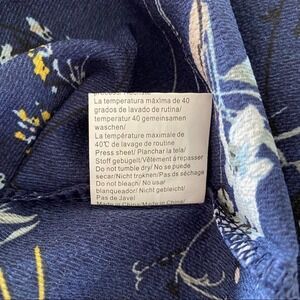 La temperatura máxima de 40
grados de lavado de rutina/
temperatur 40 gemeinsamen
waschen/
La température maximale de
40℃ de lavage de routine
Press sheet/ Planchar la tela/
Stoff gebügelt/Vêtement à repasser
Do not tumble dry/ No se puede
secar/Nicht troknen/Pas de séchage
Do not bleach/ No usar/
blanqueador/ Nicht gebleicht/
Pas de Javel/
Made in China/Made in China/